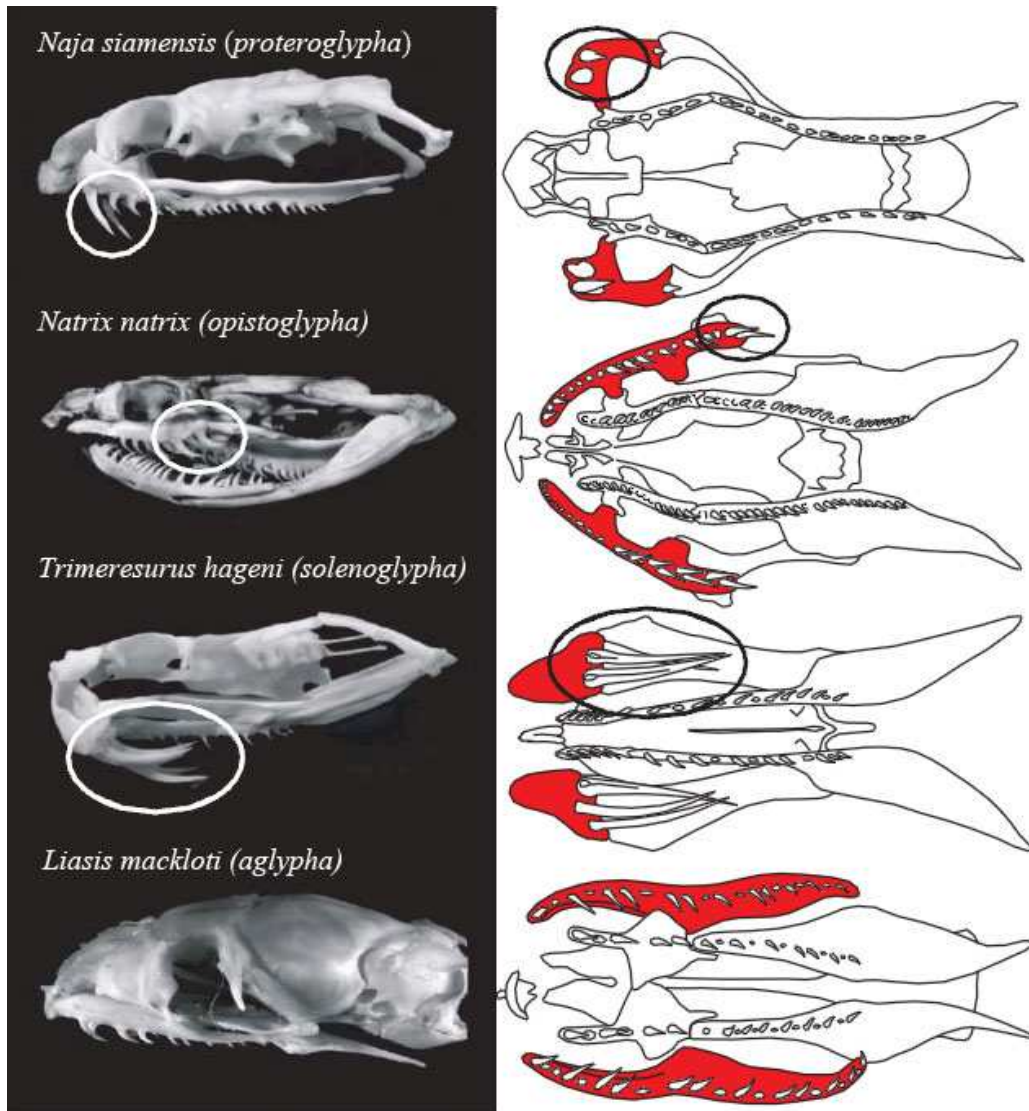 Naja siamensis (proteroglypha)
Natrix natrix (opistoglypha)
Trimeresurus hageni (solenoglypha)
Liasis mackloti (aglypha)